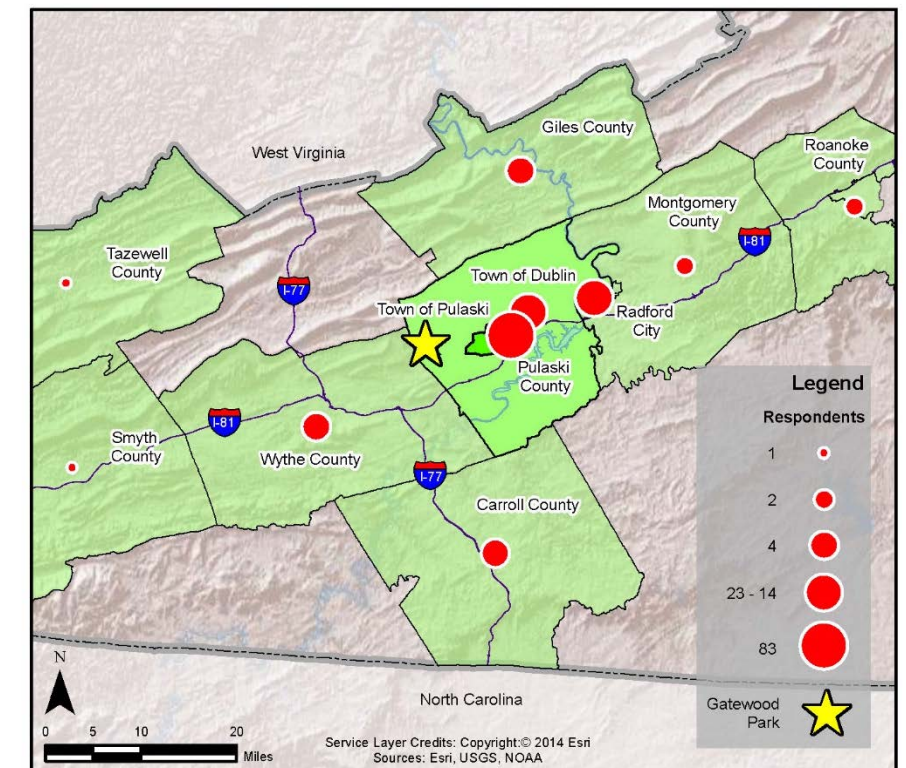 Giles County
Roanoke
County
West Virginia
Montgomery
County
I-81
Tazewell
County
I-77
Town of Dublin
Town of Pulaski
Radford
City
Pulaski
County
Legend
Respondents
1
2
4
23 - 14
83
Gatewood
Park
Smyth
County
I-81
Wythe County
I-77
Carroll County
N
North Carolina
0 5 10 20
Miles
Service Layer Credits: Copyright:© 2014 Esri
Sources: Esri, USGS, NOAA